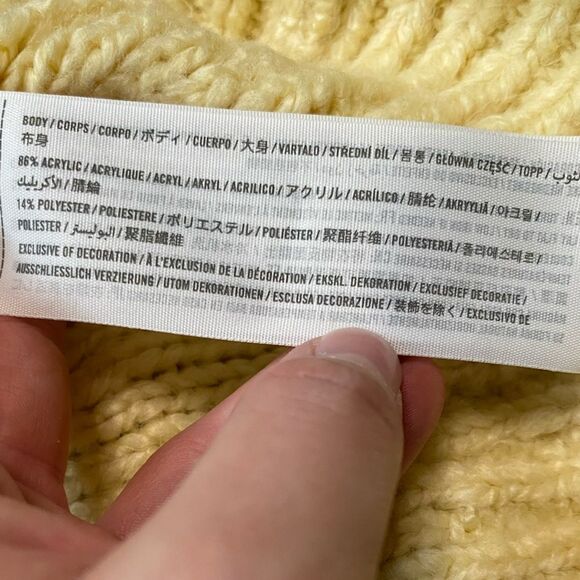 BODY / CORPS / CORPO / ボディ / CUERPO / 大身 / VARTALO / STŘEDNÍ DÍL / 몸통 / GŁÓWNA CZĘŚĆ / TOPP / الثوب /
布身
86% ACRYLIC / ACRYLIQUE / ACRYL / AKRYL / ACRILICO / アクリル / ACRÍLICO / 腈纶 / AKRYYLIÄ / 아크릴 /
الأكريليك / 腈綸
14% POLYESTER / POLIESTERE / ポリエステル / POLIÉSTER / 聚酯纤维 / POLYESTERIÄ / 폴리에스테르 /
POLIESTER / البوليستر / 聚脂纖維
EXCLUSIVE OF DECORATION / À L'EXCLUSION DE LA DÉCORATION / EKSKL. DEKORATION / EXCLUSIEF DECORATIE /
AUSSCHLIESSLICH VERZIERUNG / UTOM DEKORATIONEN / ESCLUSA DECORAZIONE / 装飾を除く / EXCLUSIVO DE